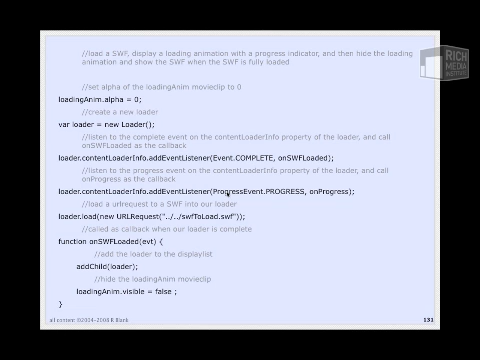 //load a SWF, display a loading animation with a progress indicator, and then hide the loading
animation and show the SWF when the SWF is fully loaded
//set alpha of the loadingAnim movieclip to 0
loadingAnim.alpha = 0;
//create a new loader
var loader = new Loader();
//listen to the complete event on the contentLoaderInfo property of the loader, and call
onSWFLoaded as the callback
loader.contentLoaderInfo.addEventListener(Event.COMPLETE, onSWFLoaded);
//listen to the progress event on the contentLoaderInfo property of the loader, and call
onProgress as the callback
loader.contentLoaderInfo.addEventListener(ProgressEvent.PROGRESS, onProgress);
//load a urlrequest to a SWF into our loader
loader.load(new URLRequest("../../swfToLoad.swf"));
//called as callback when our loader is complete
function onSWFLoaded(evt) {
//add the loader to the displaylist
addChild(loader);
//hide the loadingAnim movieclip
loadingAnim.visible = false ;
}
all content ©2004-2008 R Blank
131
RICH
MEDIA
INSTITUTE